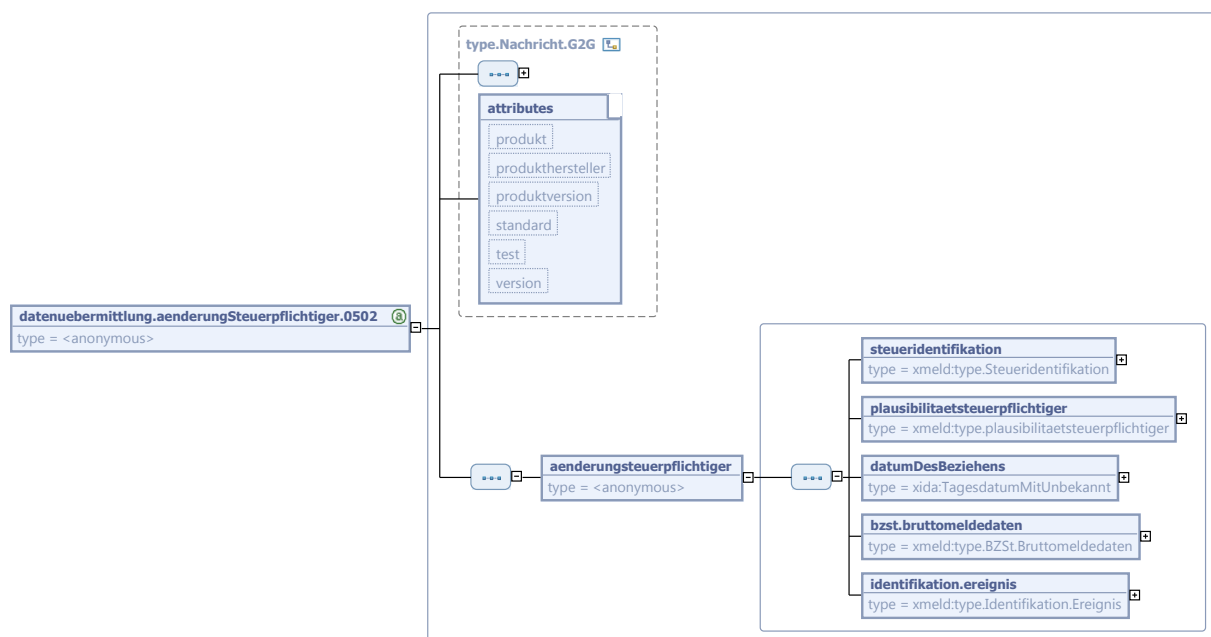 type.Nachricht.G2G
attributes
produkt
produkthersteller
produktversion
standard
test
version
datenuebermittlung.aenderungSteuerpflichtiger.0502 a
type = <anonymous>
steueridentifikation
type = xmeld:type.Steueridentifikation
plausibilitaetsteuerpflichtiger
type = xmeld:type.plausibilitaetsteuerpflichtiger
aenderungsteuerpflichtiger
type = <anonymous>
datumDesBeziehens
type = xida:TagesdatumMitUnbekannt
bzst.bruttomeldedaten
type = xmeld:type.BZSt.Bruttomeldedaten
identifikation.ereignis
type = xmeld:type.Identifikation.Ereignis